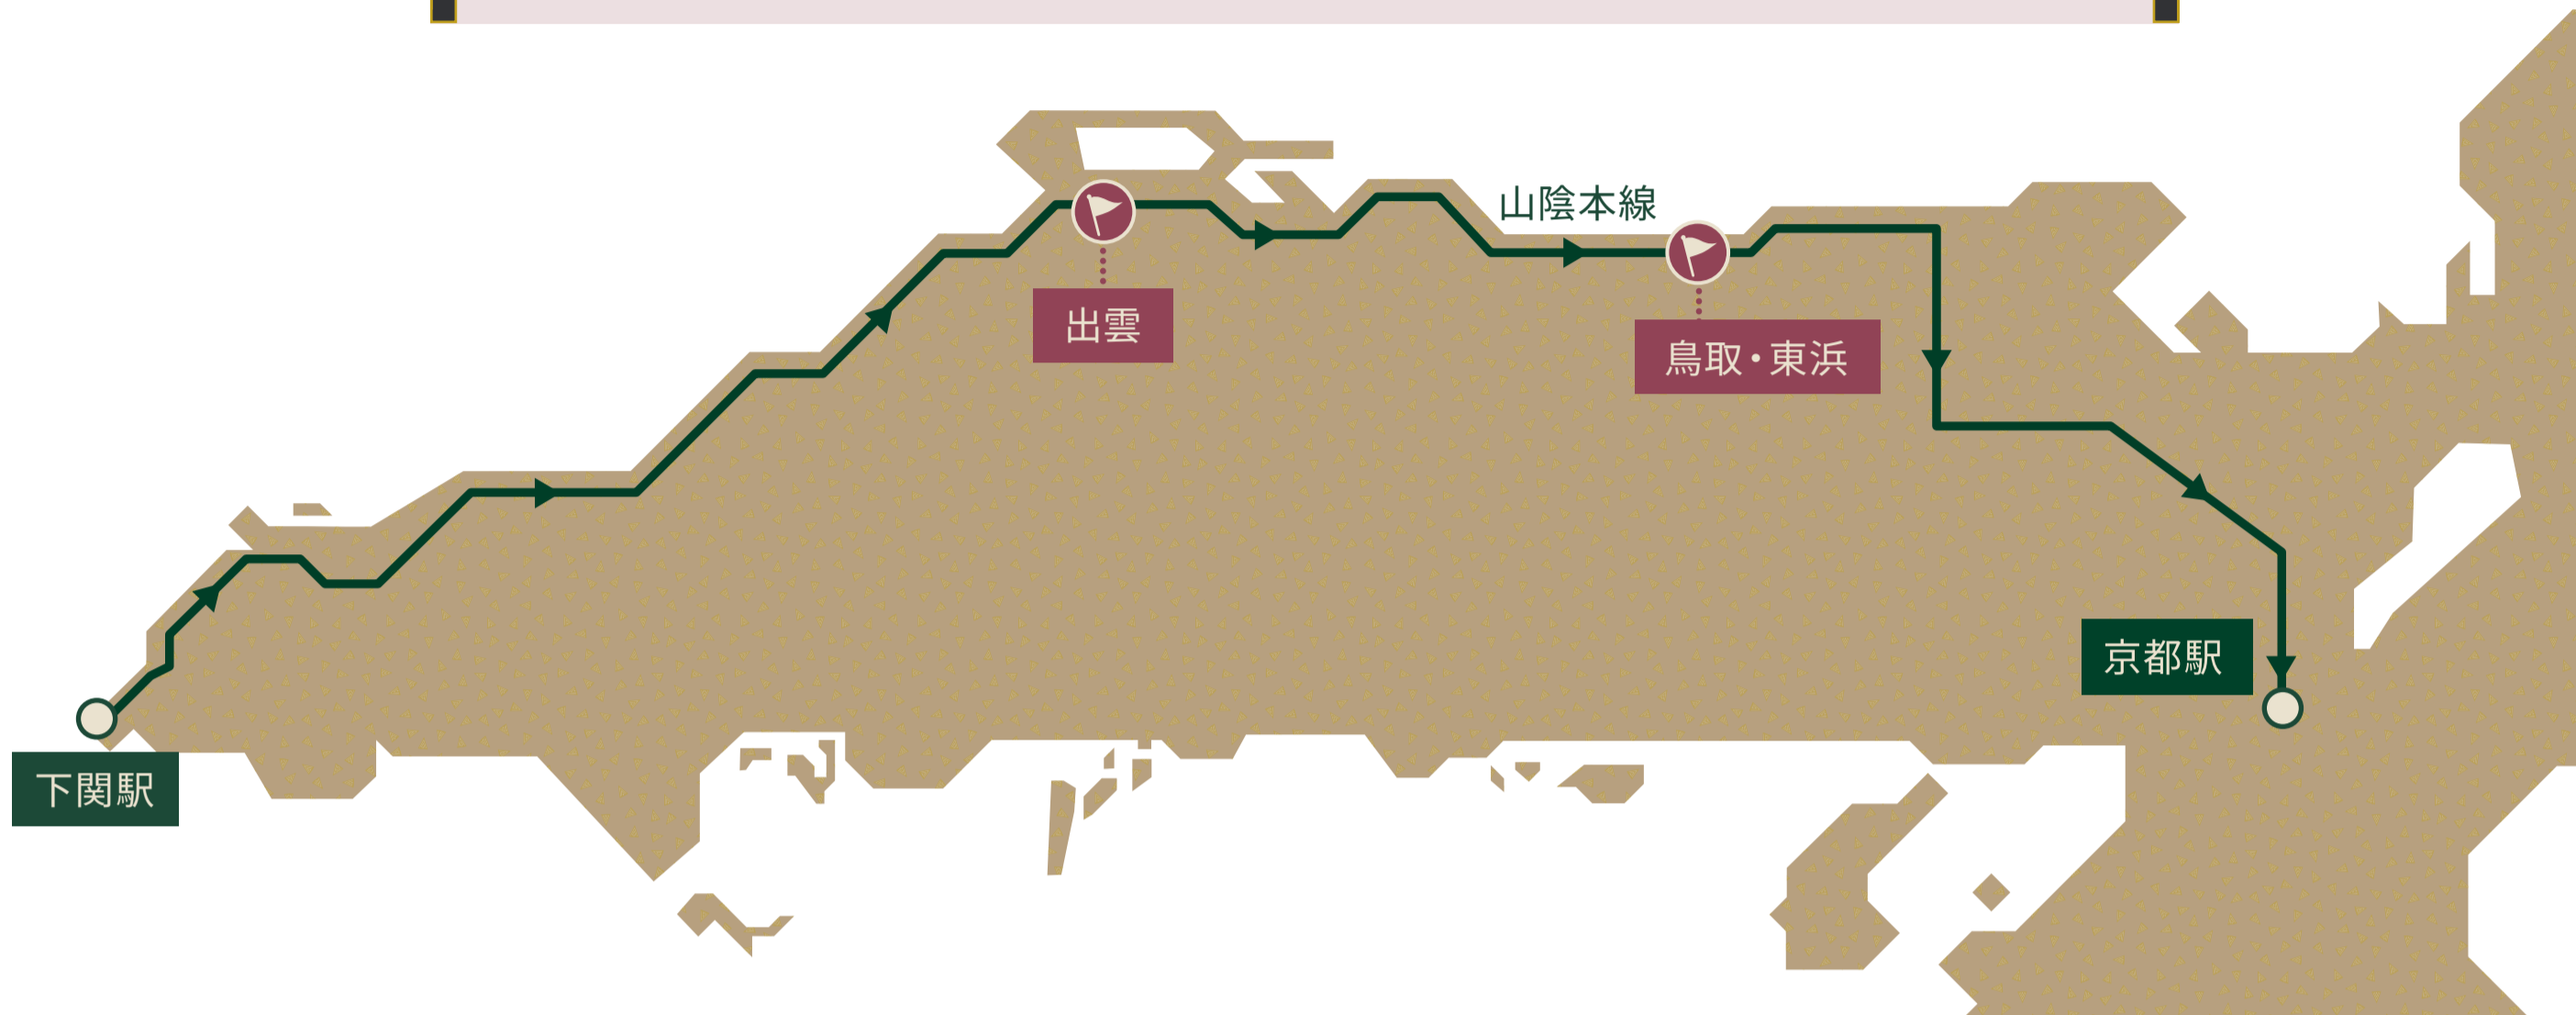 山陰本線
出雲
鳥取・東浜
京都駅
下関駅